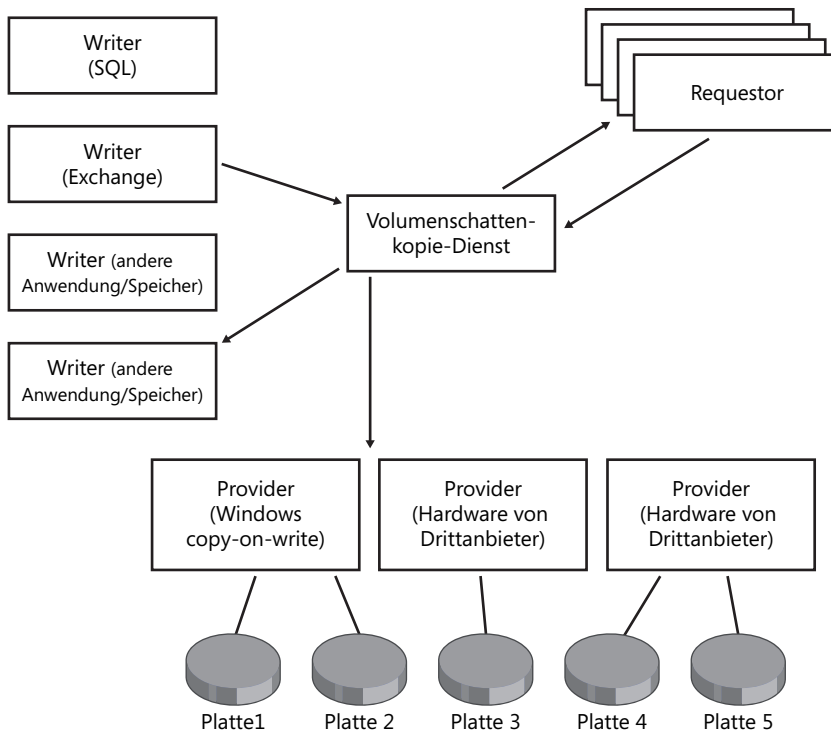 Writer
(SQL)
Requestor
Writer
(Exchange)
Volumenschatten-
kopie-Dienst
Writer (andere
Anwendung/Speicher)
Writer (andere
Anwendung/Speicher)
Provider
(Windows
copy-on-write)
Provider
(Hardware von
Drittanbieter)
Provider
(Hardware von
Drittanbieter)
Platte1
Platte 2
Platte 3
Platte 4
Platte 5